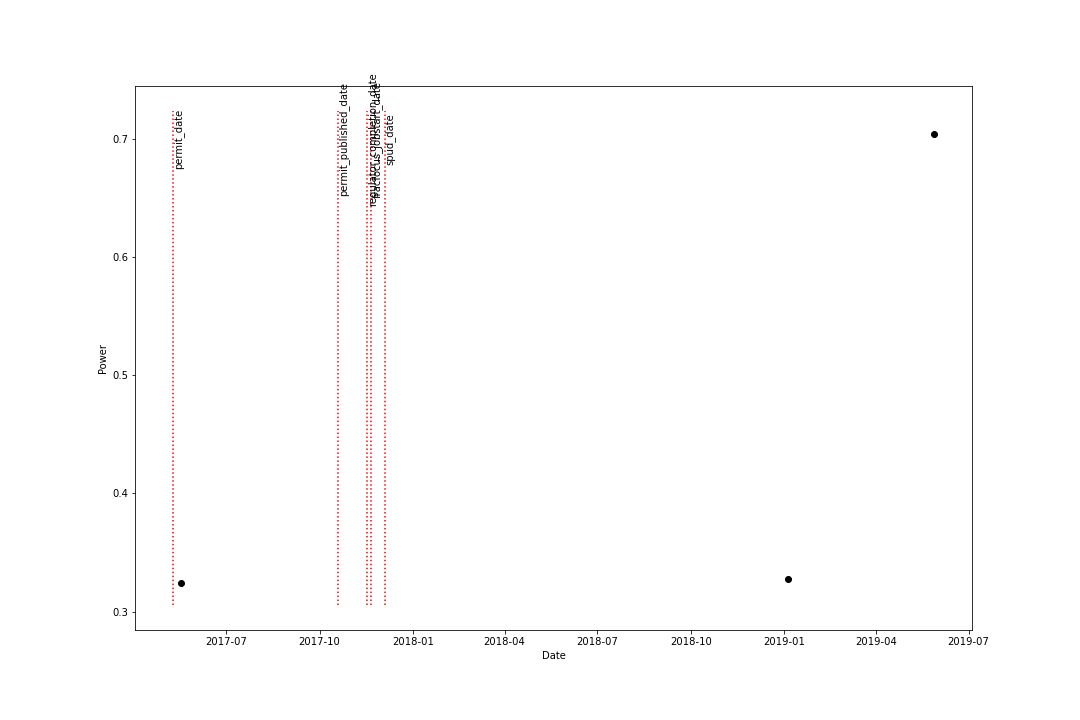 permit_date
permit_published_date
regulator_completion_date
fracfocus_jobstart_date
spud_date
0.7
0.6
0.5
0.4
0.3
Power
2017-07
2017-10
2018-01
2018-04
2018-07
2018-10
2019-01
2019-04
2019-07
Date